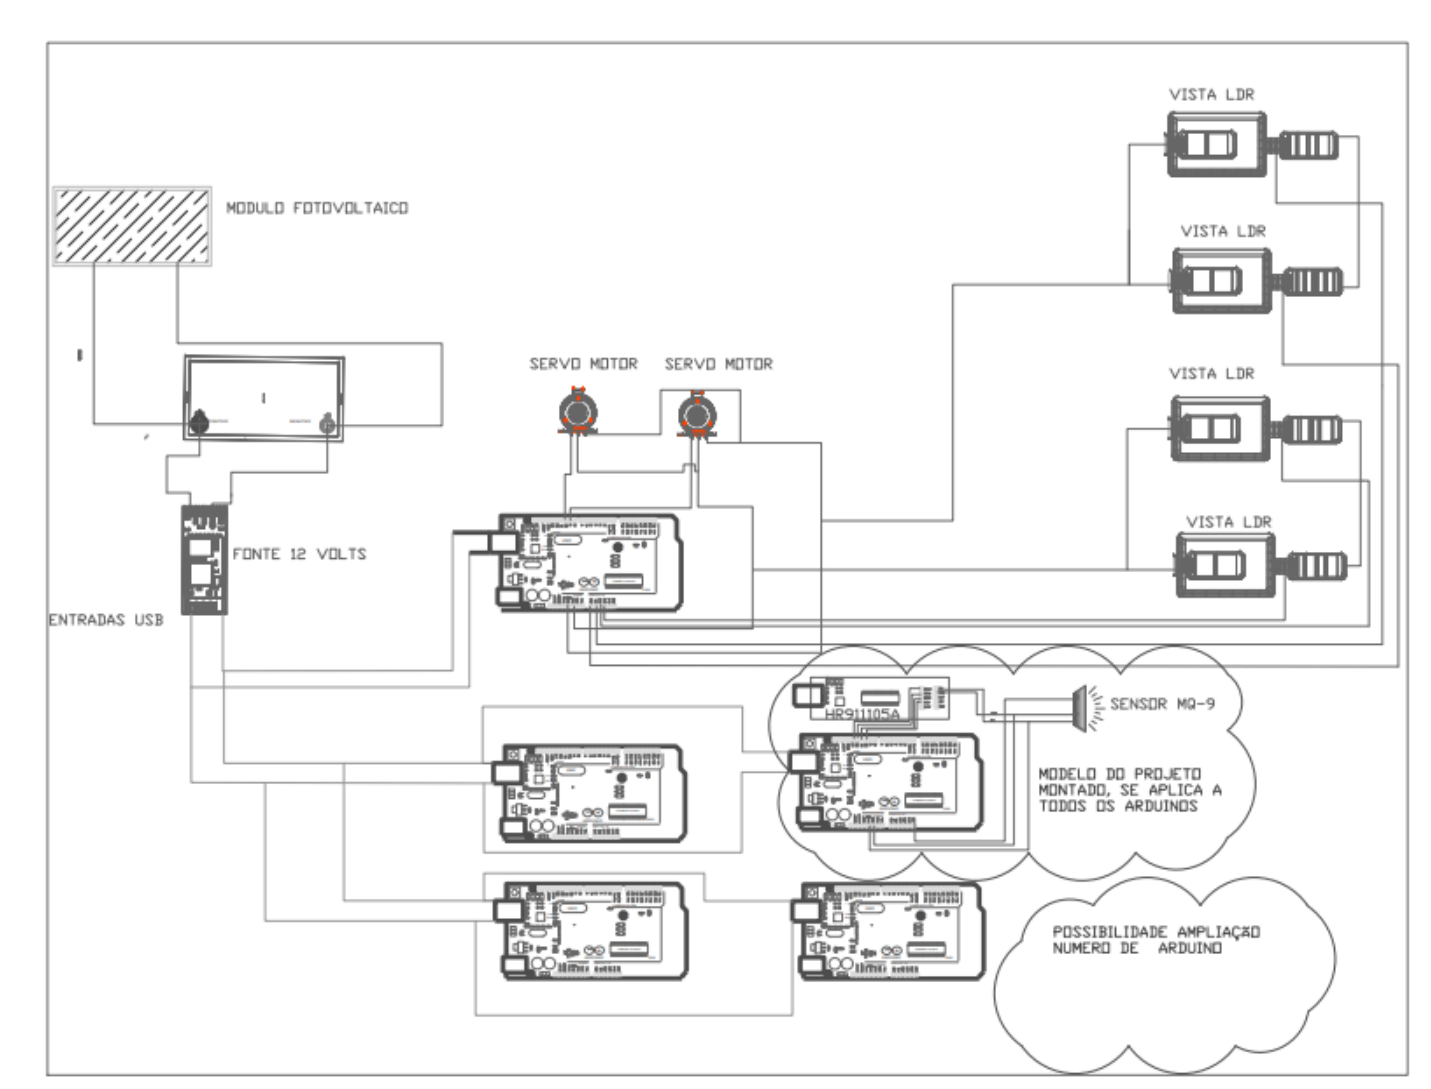 VISTA LDR
MODULO FOTOVOLTAICO
VISTA LDR
SERVO MOTOR
SERVO MOTOR
VISTA LDR
VISTA LDR
FONTE 12 VOLTS
ENTRADAS USB
HR911105A
SENSOR MQ-9
MODELO DO PROJETO
MONTADO, SE APLICA A
TODOS OS ARDUINOS
POSSIBILIDADE AMPLIAÇÃO
NUMERO DE ARDUINO